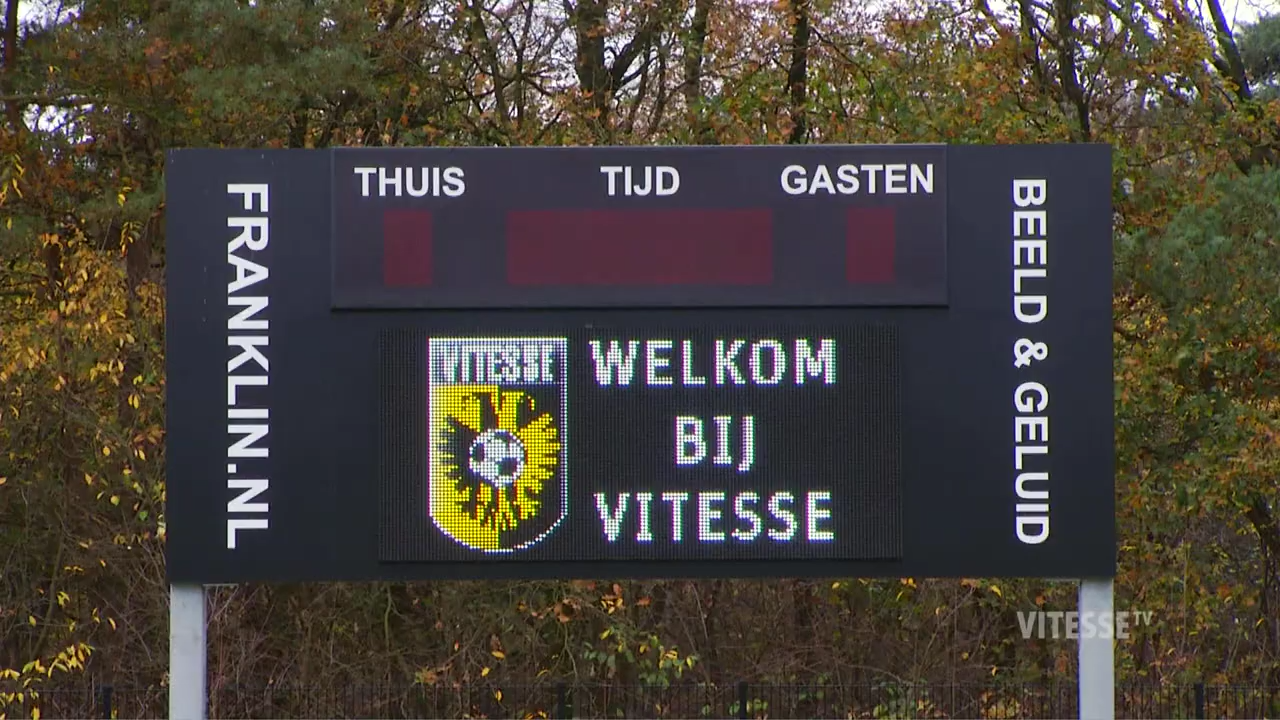 THUIS TIJD GASTEN
FRANKLIN.NL
VITESSE
WELKOM
BIJ
VITESSE
BEELD & GELUID
VITESSE TV